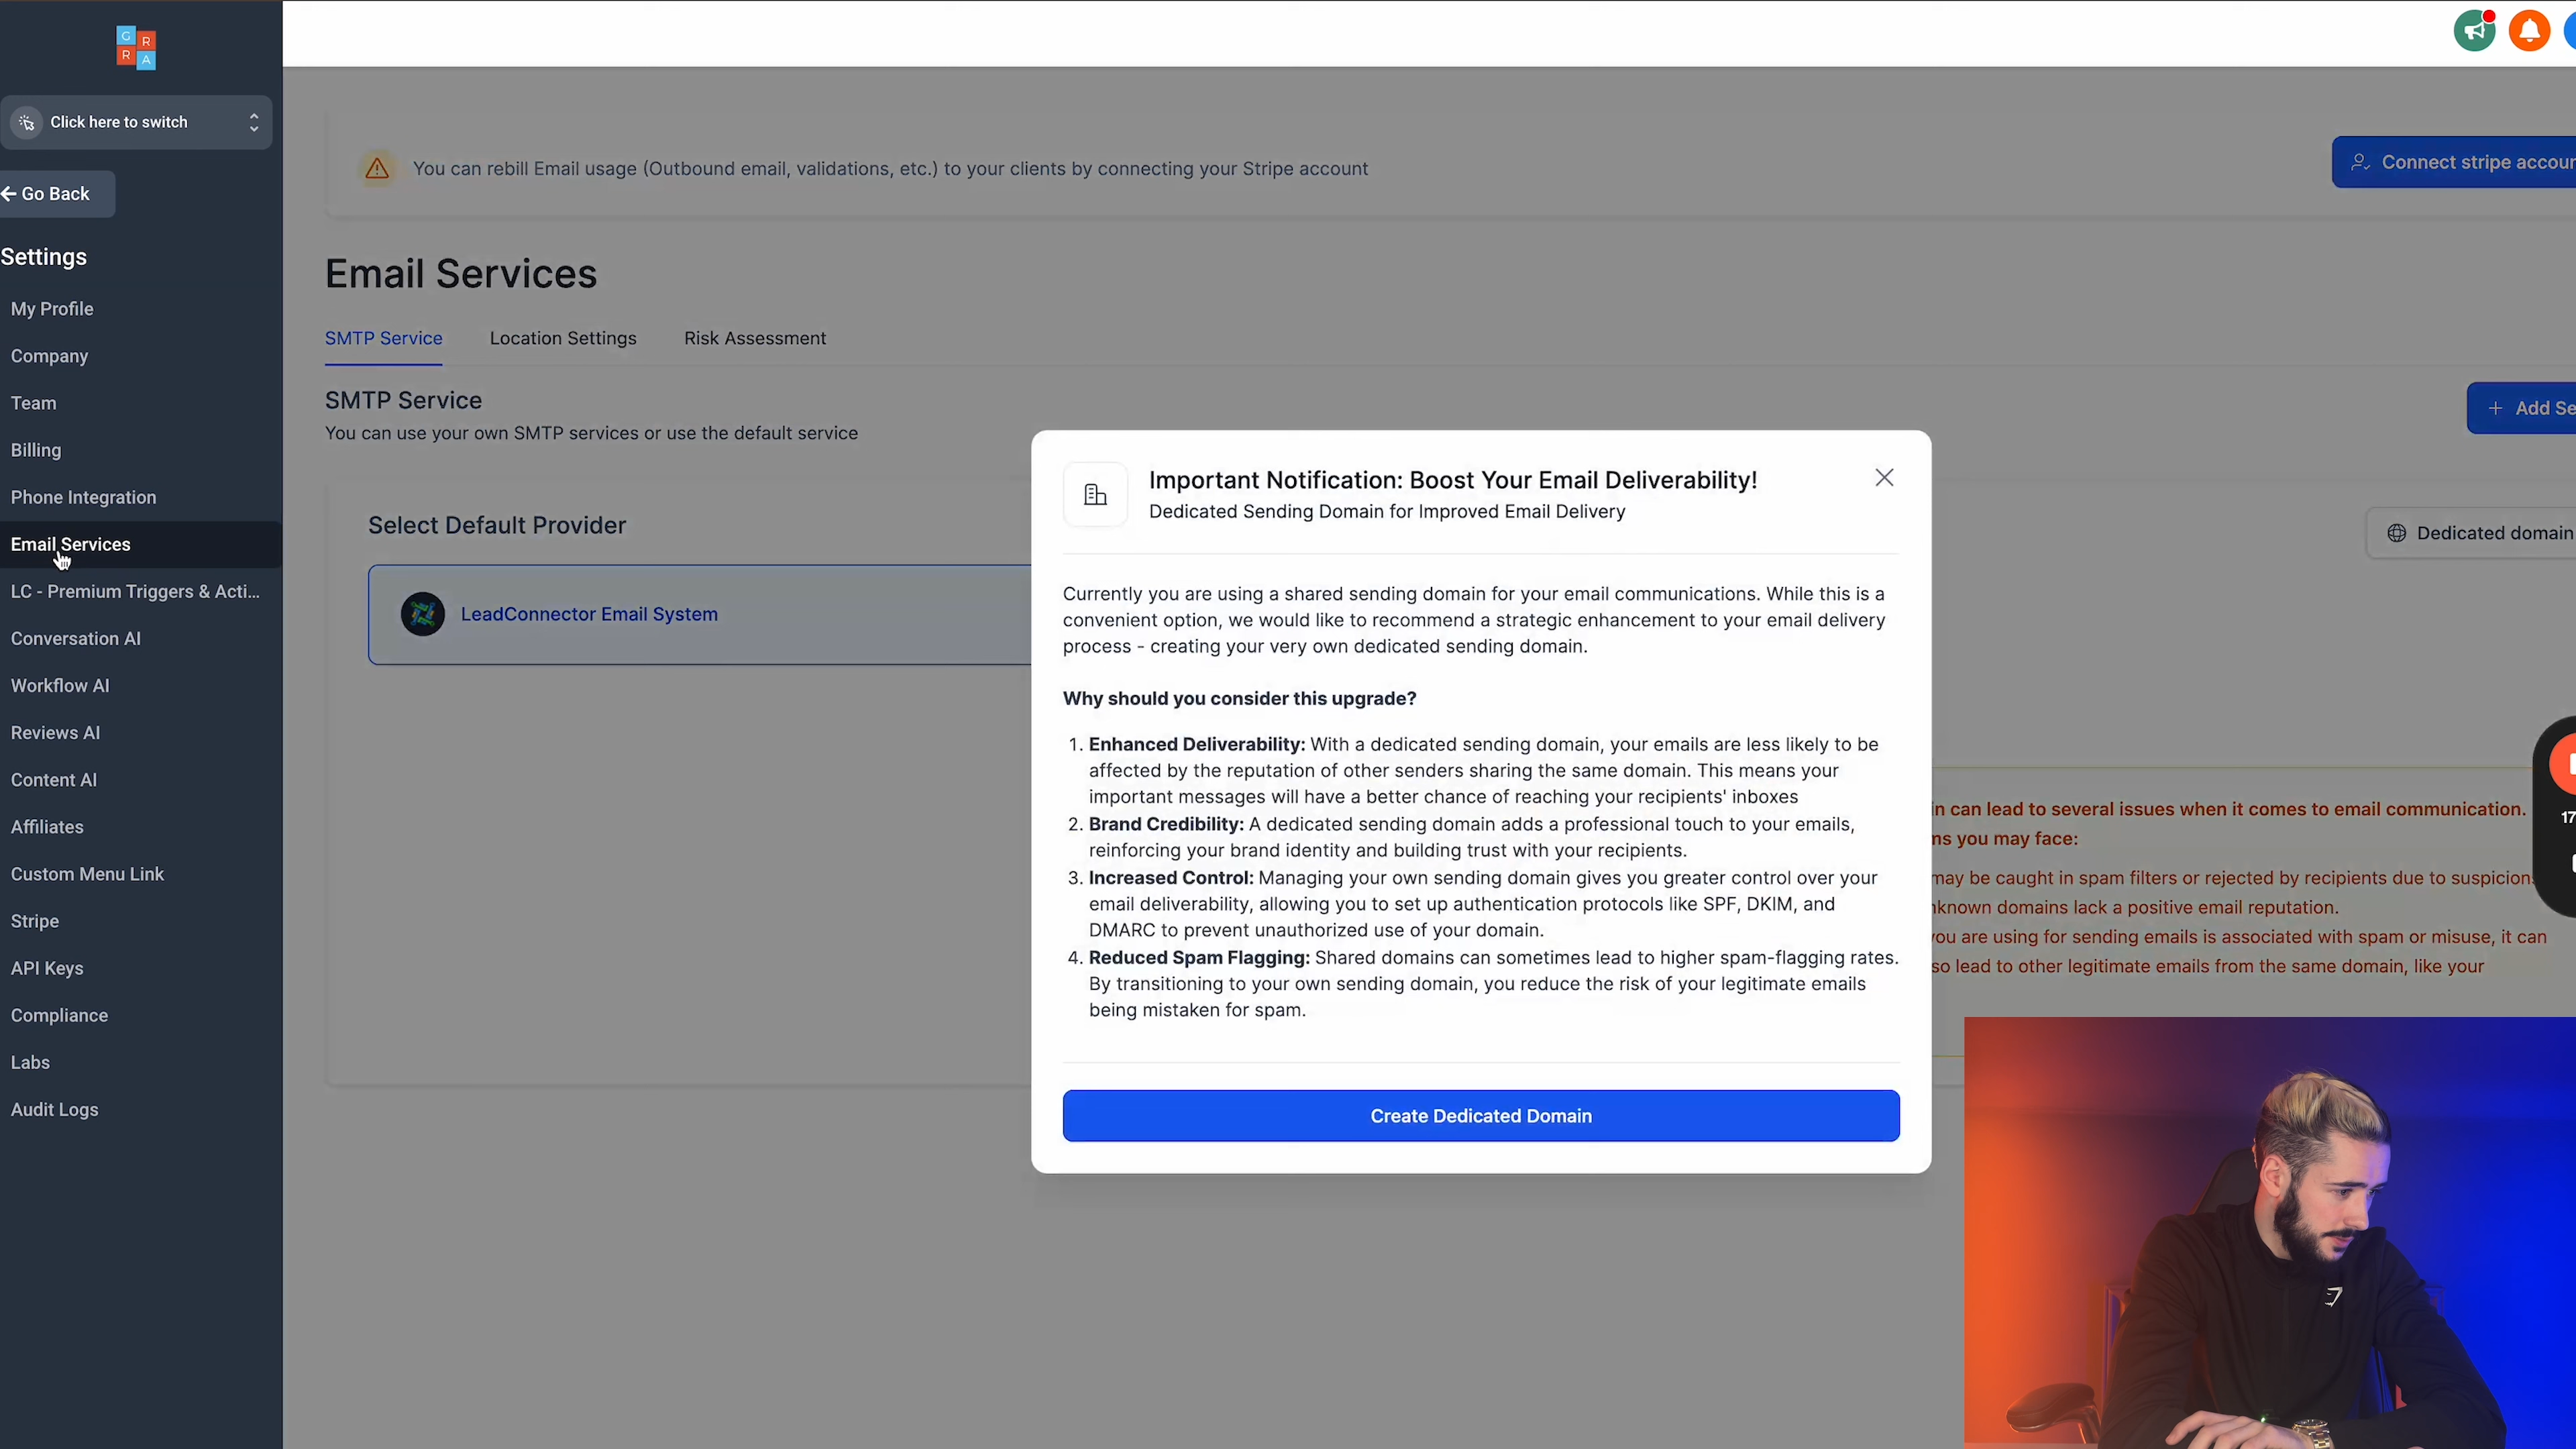 G R
R A
Click here to switch
Go Back
Settings
My Profile
Company
Team
Billing
Phone Integration
Email Services
LC - Premium Triggers & Acti...
Conversation AI
Workflow AI
Reviews AI
Content AI
Affiliates
Custom Menu Link
Stripe
API Keys
Compliance
Labs
Audit Logs
You can rebill Email usage (Outbound email, validations, etc.) to your clients by connecting your Stripe account
Connect stripe
Email Services
SMTP Service Location Settings Risk Assessment
SMTP Service
You can use your own SMTP services or use the default service
+ Add
Select Default Provider
Dedicated domain
LeadConnector Email System
Important Notification: Boost Your Email Deliverability!
Dedicated Sending Domain for Improved Email Delivery
Currently you are using a shared sending domain for your email communications. While this is a
convenient option, we would like to recommend a strategic enhancement to your email delivery
process - creating your very own dedicated sending domain.
Why should you consider this upgrade?
1. Enhanced Deliverability: With a dedicated sending domain, your emails are less likely to be
affected by the reputation of other senders sharing the same domain. This means your
important messages will have a better chance of reaching your recipients' inboxes
2. Brand Credibility: A dedicated sending domain adds a professional touch to your emails,
reinforcing your brand identity and building trust with your recipients.
3. Increased Control: Managing your own sending domain gives you greater control over your
email deliverability, allowing you to set up authentication protocols like SPF, DKIM, and
DMARC to prevent unauthorized use of your domain.
4. Reduced Spam Flagging: Shared domains can sometimes lead to higher spam-flagging rates.
By transitioning to your own sending domain, you reduce the risk of your legitimate emails
being mistaken for spam.
Create Dedicated Domain
can lead to several issues when it comes to email communication.
you may face:
may be caught in spam filters or rejected by recipients due to
domains lack a positive email reputation.
you are using for sending emails is associated with spam or misuse, it can
so lead to other legitimate emails from the same domain, like your
17